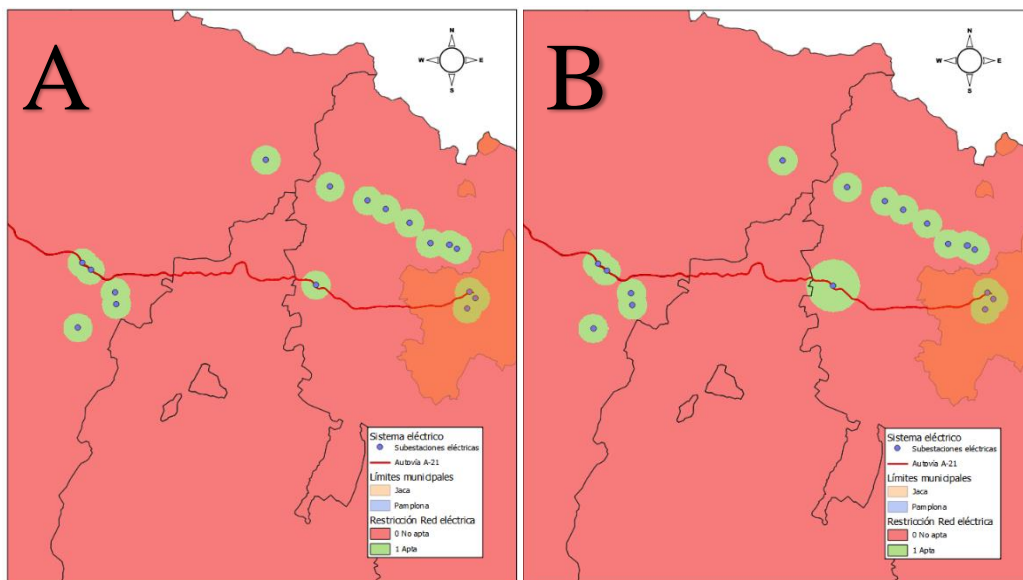 A
N
W E
S
Sistema eléctrico
Subestaciones eléctricas
Autovía A-21
Límites municipales
Jaca
Pamplona
Restricción Red eléctrica
0 No apta
1 Apta
B
N
W E
S
Sistema eléctrico
Subestaciones eléctricas
Autovía A-21
Límites municipales
Jaca
Pamplona
Restricción Red eléctrica
0 No apta
1 Apta